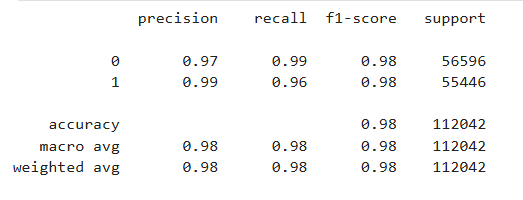 precision recall f1-score support
0 0.97 0.99 0.98 56596
1 0.99 0.96 0.98 55446
accuracy 0.98 112042
macro avg 0.98 0.98 0.98 112042
weighted avg 0.98 0.98 0.98 112042